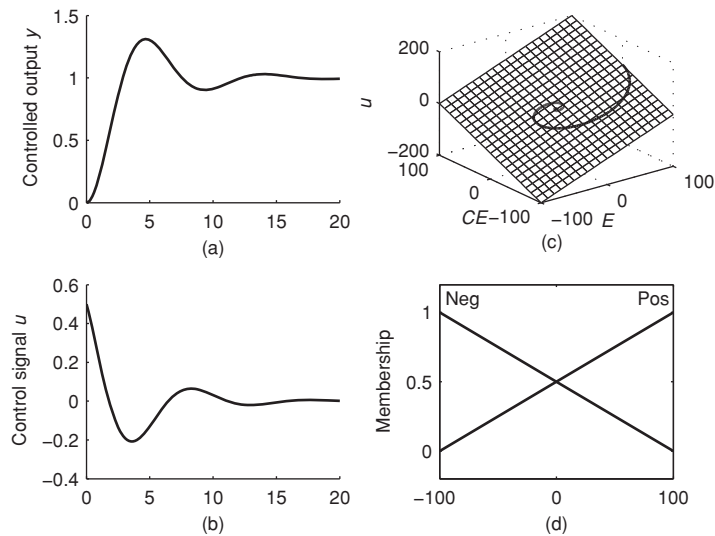 1.5
1
0.5
0
0
5
10
15
20
Controlled output y
(a)
200
0
−200
u
100
0
CE
−100
−100
0
100
E
(c)
0.6
0.4
0.2
0
−0.2
−0.4
0
5
10
15
20
Control signal u
(b)
Neg
Pos
1
0.5
0
-100
0
100
Membership
(d)